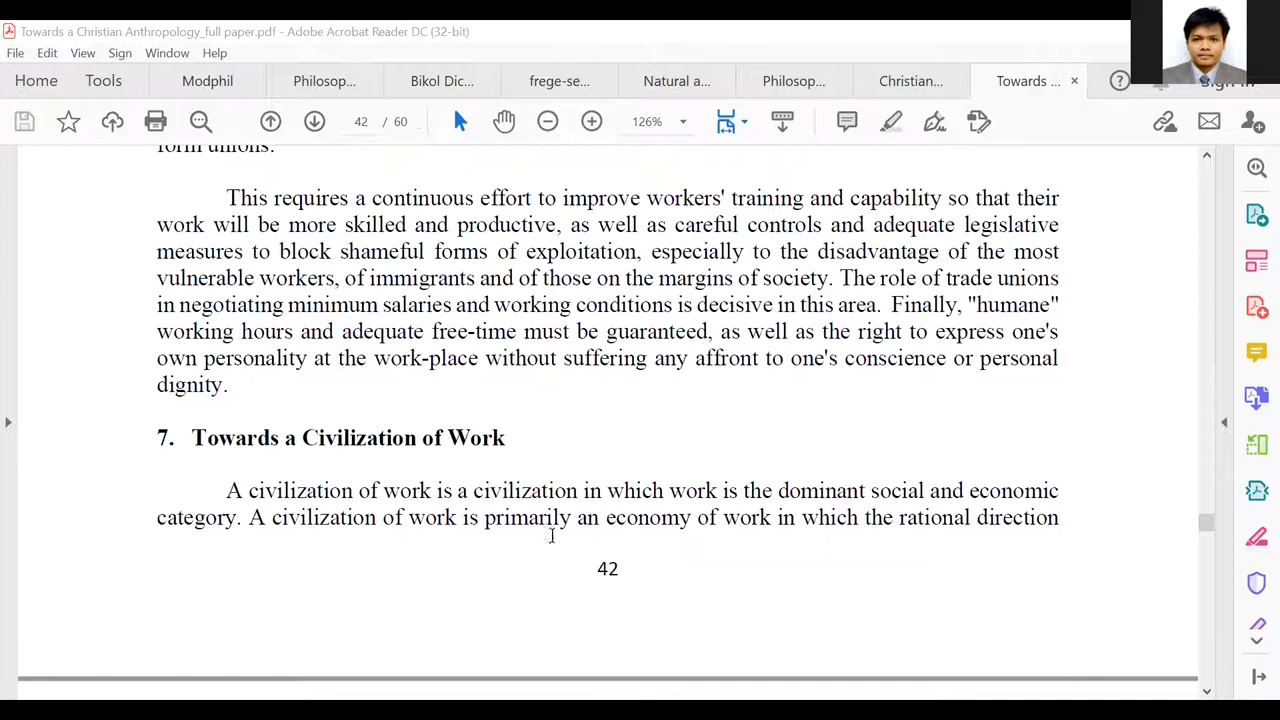 Towards a Christian Anthropology_full paper.pdf - Adobe Acrobat Reader DC (32-bit)
File Edit View Sign Window Help
Home Tools Modphil Philosop... Bikol Dic... frege-se... Natural a... Philosop... Christian... Towards ... ×
42 / 60 126%
form unions.
This requires a continuous effort to improve workers' training and capability so that their
work will be more skilled and productive, as well as careful controls and adequate legislative
measures to block shameful forms of exploitation, especially to the disadvantage of the most
vulnerable workers, of immigrants and of those on the margins of society. The role of trade unions
in negotiating minimum salaries and working conditions is decisive in this area. Finally, "humane"
working hours and adequate free-time must be guaranteed, as well as the right to express one's
own personality at the work-place without suffering any affront to one's conscience or personal
dignity.
7. Towards a Civilization of Work
A civilization of work is a civilization in which work is the dominant social and economic
category. A civilization of work is primarily an economy of work in which the rational direction
42